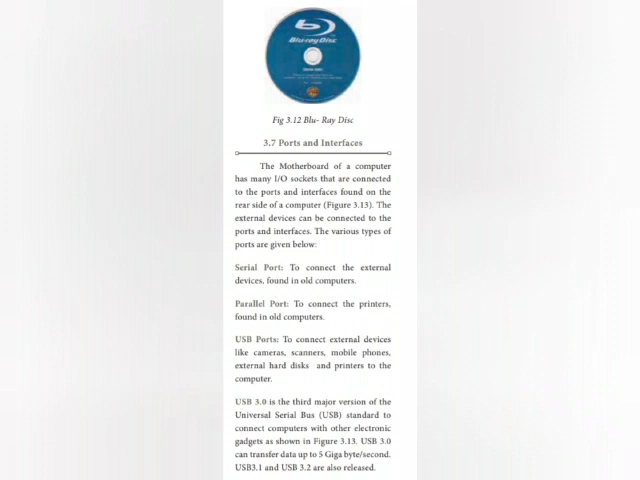 Blu-ray Disc
Fig 3.12 Blu- Ray Disc
3.7 Ports and Interfaces
The Motherboard of a computer
has many I/O sockets that are connected
to the ports and interfaces found on the
rear side of a computer (Figure 3.13). The
external devices can be connected to the
ports and interfaces. The various types of
ports are given below:
Serial Port: To connect the external
devices, found in old computers.
Parallel Port: To connect the printers,
found in old computers.
USB Ports: To connect external devices
like cameras, scanners, mobile phones,
external hard disks and printers to the
computer.
USB 3.0 is the third major version of the
Universal Serial Bus (USB) standard to
connect computers with other electronic
gadgets as shown in Figure 3.13. USB 3.0
can transfer data up to 5 Giga byte/second.
USB3.1 and USB 3.2 are also released.